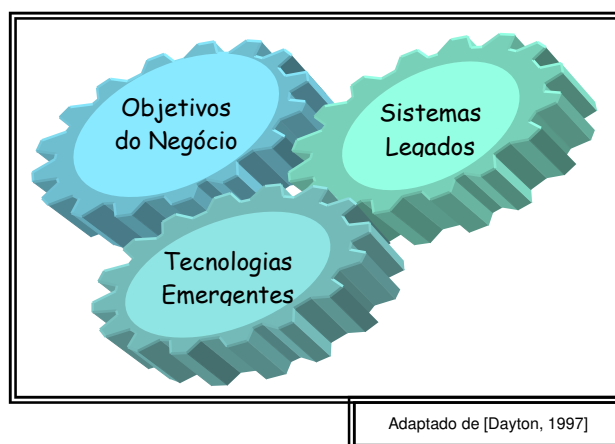 Objetivos
do Negócio
Sistemas
Legados
Tecnologias
Emergentes
Adaptado de [Dayton, 1997]